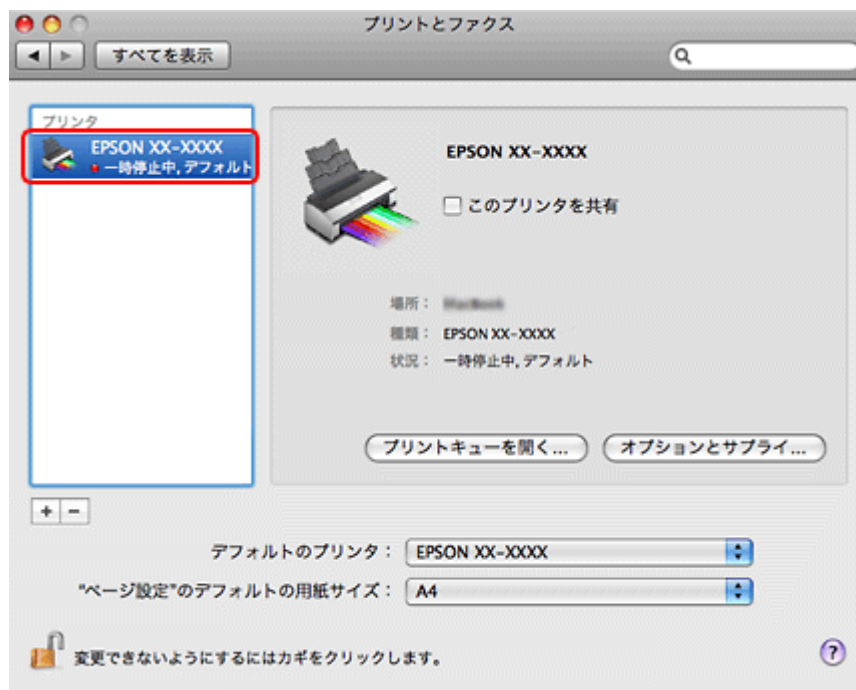 プリントとファクス
すべてを表示
プリンタ
EPSON XX-XXXX
一時停止中, デフォルト
EPSON XX-XXXX
このプリンタを共有
場所：
種類： EPSON XX-XXXX
状況： 一時停止中, デフォルト
プリントキューを開く... オプションとサプライ...
+ -
デフォルトのプリンタ： EPSON XX-XXXX
"ページ設定"のデフォルトの用紙サイズ： A4
変更できないようにするにはカギをクリックします。 ?